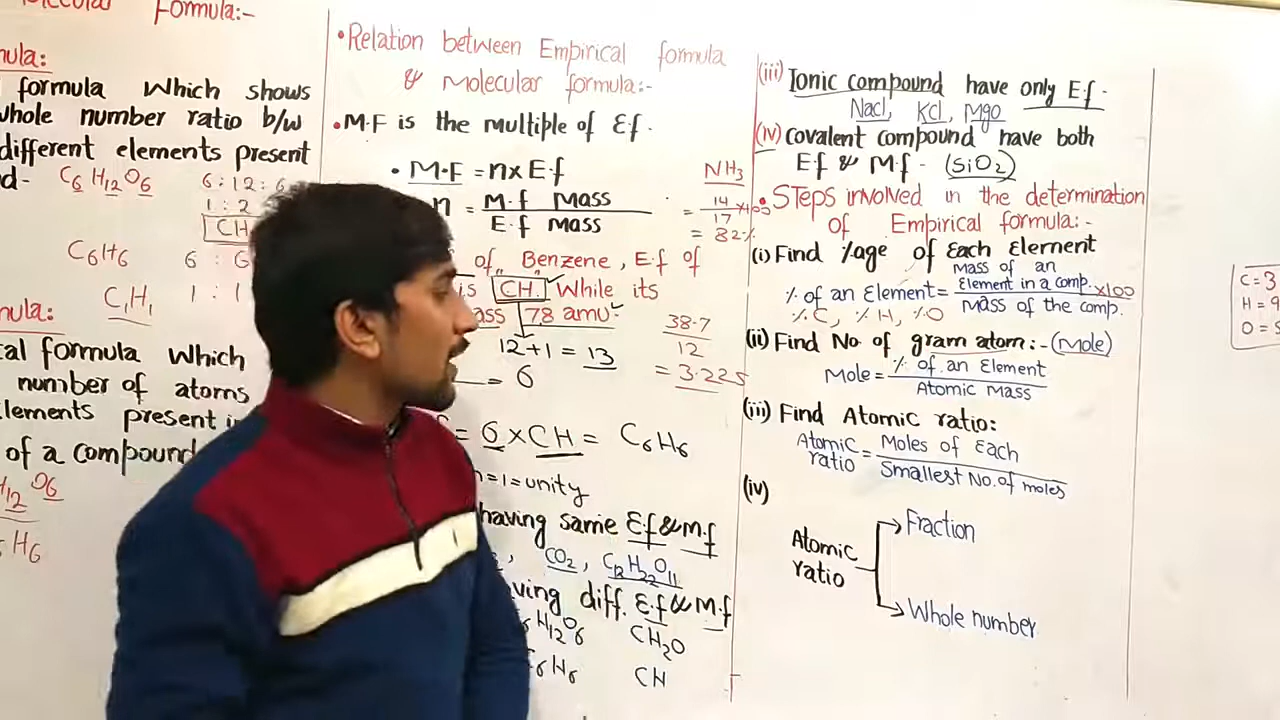 Formula:-
formula which shows
whole number ratio b/w
different elements present
C6H12O6 6:12:6
1:2
CH
C6H6 6:6
C1H1 1:1
formula which
number of atoms
elements present
of a compound
H12 O6
H6
•Relation between Empirical formula
& Molecular formula:-
•M.F is the multiple of E.f.
•M.F = n x E.f
n = M.f Mass / E.f Mass
NH3
= 14/17 x100
= 82%
of Benzene, E.f of
is CH. While its
78 amu.
12+1 = 13
= 6
38.7/12
= 3.225
= 6 x CH = C6H6
n=1=unity
having same E.f & M.f
, CO2, C12H22O11
having diff. E.f & M.f
H12O6 CH2O
C6H6 CH
(iii) Ionic compound have only E.f.
Nacl, KCl, Mgo
(iv) covalent compound have both
E.f & M.f - (SiO2)
•Steps involved in the determination
of Empirical formula:-
(i) Find %age of Each Element
% of an Element = Mass of an Element in a comp. / Mass of the comp. x100
% C, % H, % O
(ii) Find No. of gram atom:- (Mole)
Mole = % of an Element / Atomic Mass
(iii) Find Atomic ratio:
Atomic ratio = Moles of Each / Smallest No. of moles
(iv)
Atomic ratio
Fraction
Whole number
C = 3
H = 9
O = 5